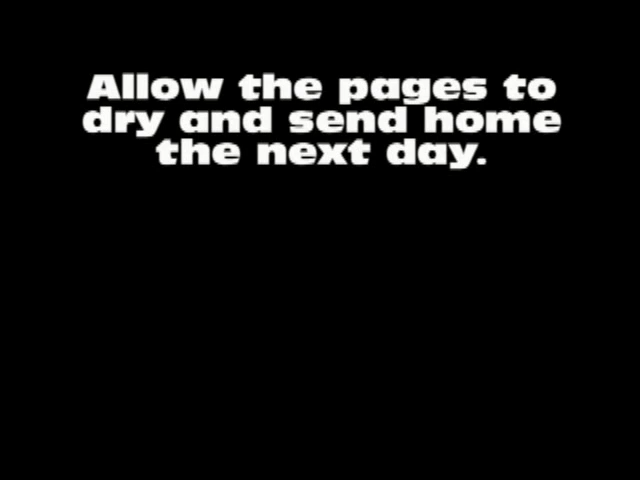 Allow the pages to
dry and send home
the next day.